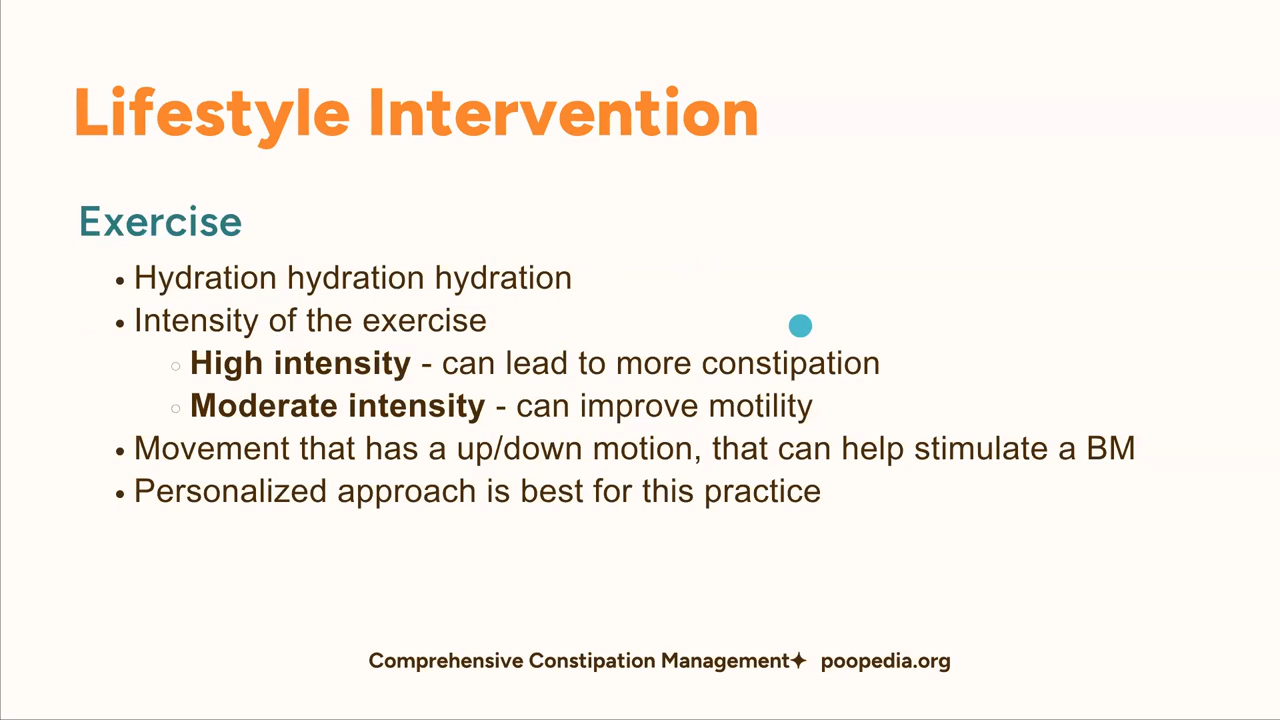 Lifestyle Intervention
Exercise
• Hydration hydration hydration
• Intensity of the exercise
○ High intensity - can lead to more constipation
○ Moderate intensity - can improve motility
• Movement that has a up/down motion, that can help stimulate a BM
• Personalized approach is best for this practice
Comprehensive Constipation Management✦ poopedia.org